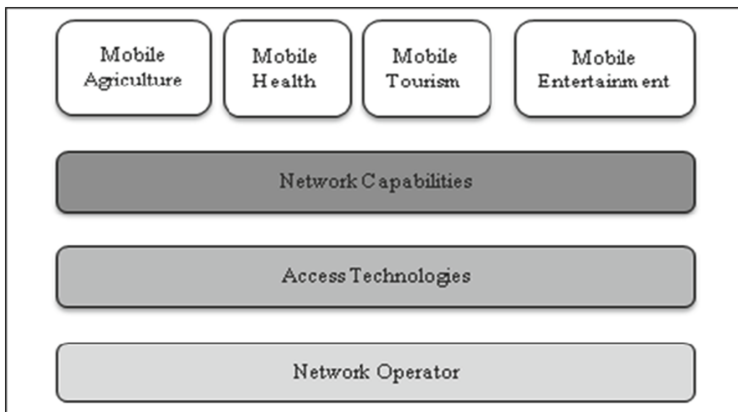 Mobile
Agriculture
Mobile
Health
Mobile
Tourism
Mobile
Entertainment
Network Capabilities
Access Technologies
Network Operator